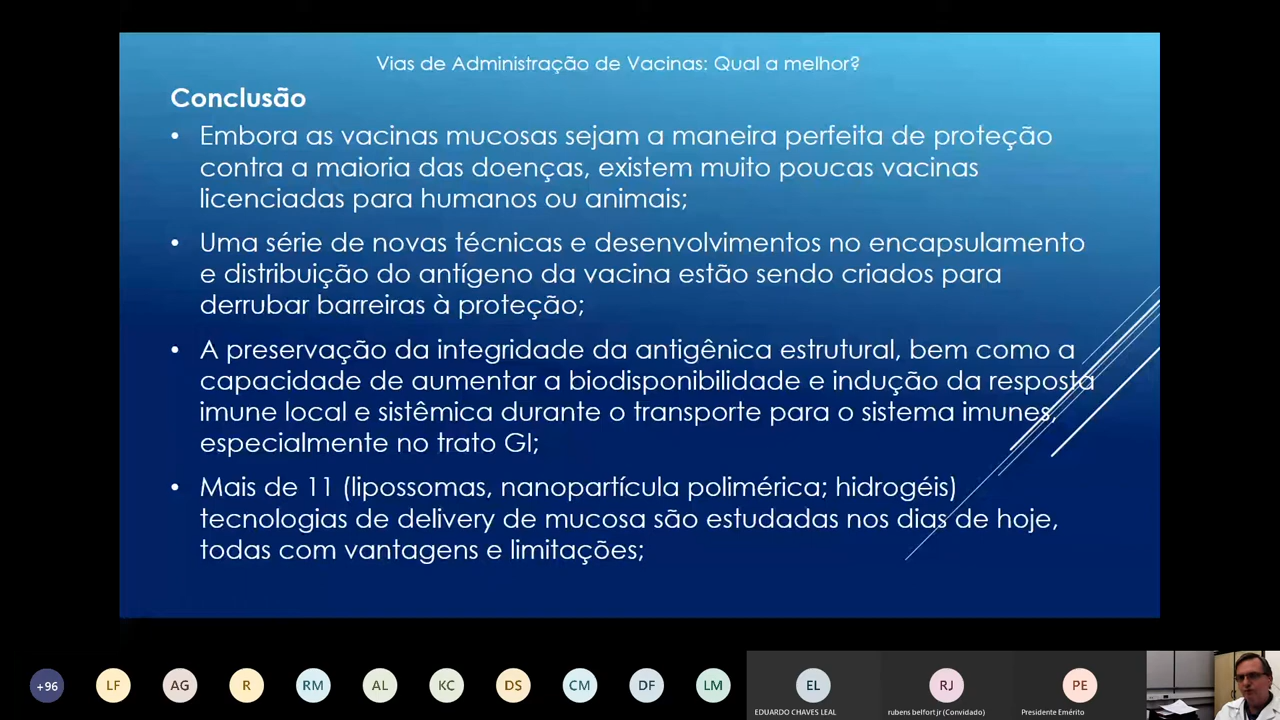 Vias de Administração de Vacinas: Qual a melhor?
Conclusão
• Embora as vacinas mucosas sejam a maneira perfeita de proteção
contra a maioria das doenças, existem muito poucas vacinas
licenciadas para humanos ou animais;
• Uma série de novas técnicas e desenvolvimentos no encapsulamento
e distribuição do antígeno da vacina estão sendo criados para
derrubar barreiras à proteção;
• A preservação da integridade da antigênica estrutural, bem como a
capacidade de aumentar a biodisponibilidade e indução da resposta
imune local e sistêmica durante o transporte para o sistema imunes,
especialmente no trato GI;
• Mais de 11 (lipossomas, nanopartícula polimérica; hidrogéis)
tecnologias de delivery de mucosa são estudadas nos dias de hoje,
todas com vantagens e limitações;
+96 LF AG R RM AL KC DS CM DF LM EL RJ PE
EDUARDO CHAVES LEAL rubens belfort jr (Convidado) Presidente Emérito